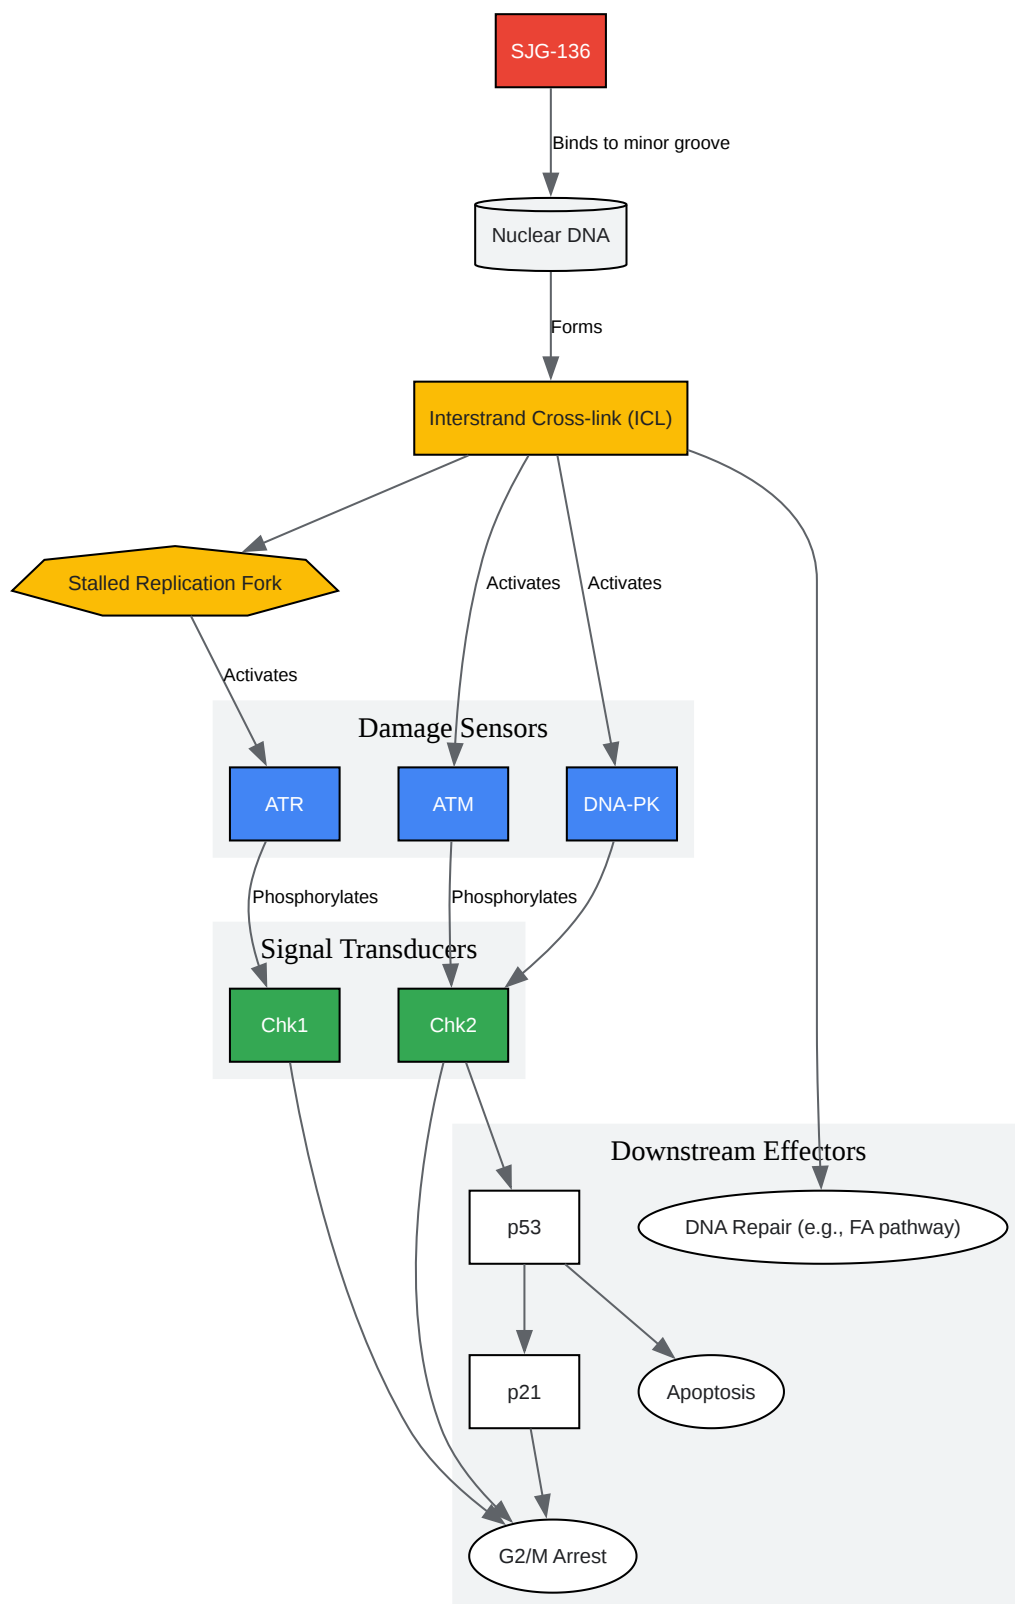 SJG-136
Binds to minor groove
Nuclear DNA
Forms
Interstrand Cross-link (ICL)
Stalled Replication Fork
Activates
Activates
Activates
Damage Sensors
ATR
ATM
DNA-PK
Phosphorylates
Phosphorylates
Signal Transducers
Chk1
Chk2
Downstream Effectors
p53
DNA Repair (e.g., FA pathway)
p21
Apoptosis
G2/M Arrest